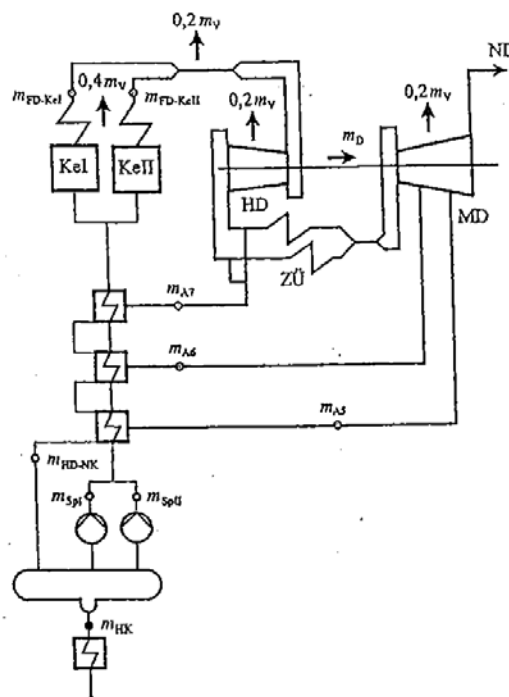 0,2 mV
ND
mFD-KeI
0,4 mV
mFD-KeII
0,2 mV
0,2 mV
mD
KeI
KeII
HD
MD
ZÜ
mA7
mA6
mA5
mHD-NK
mSpI
mSpII
mHK